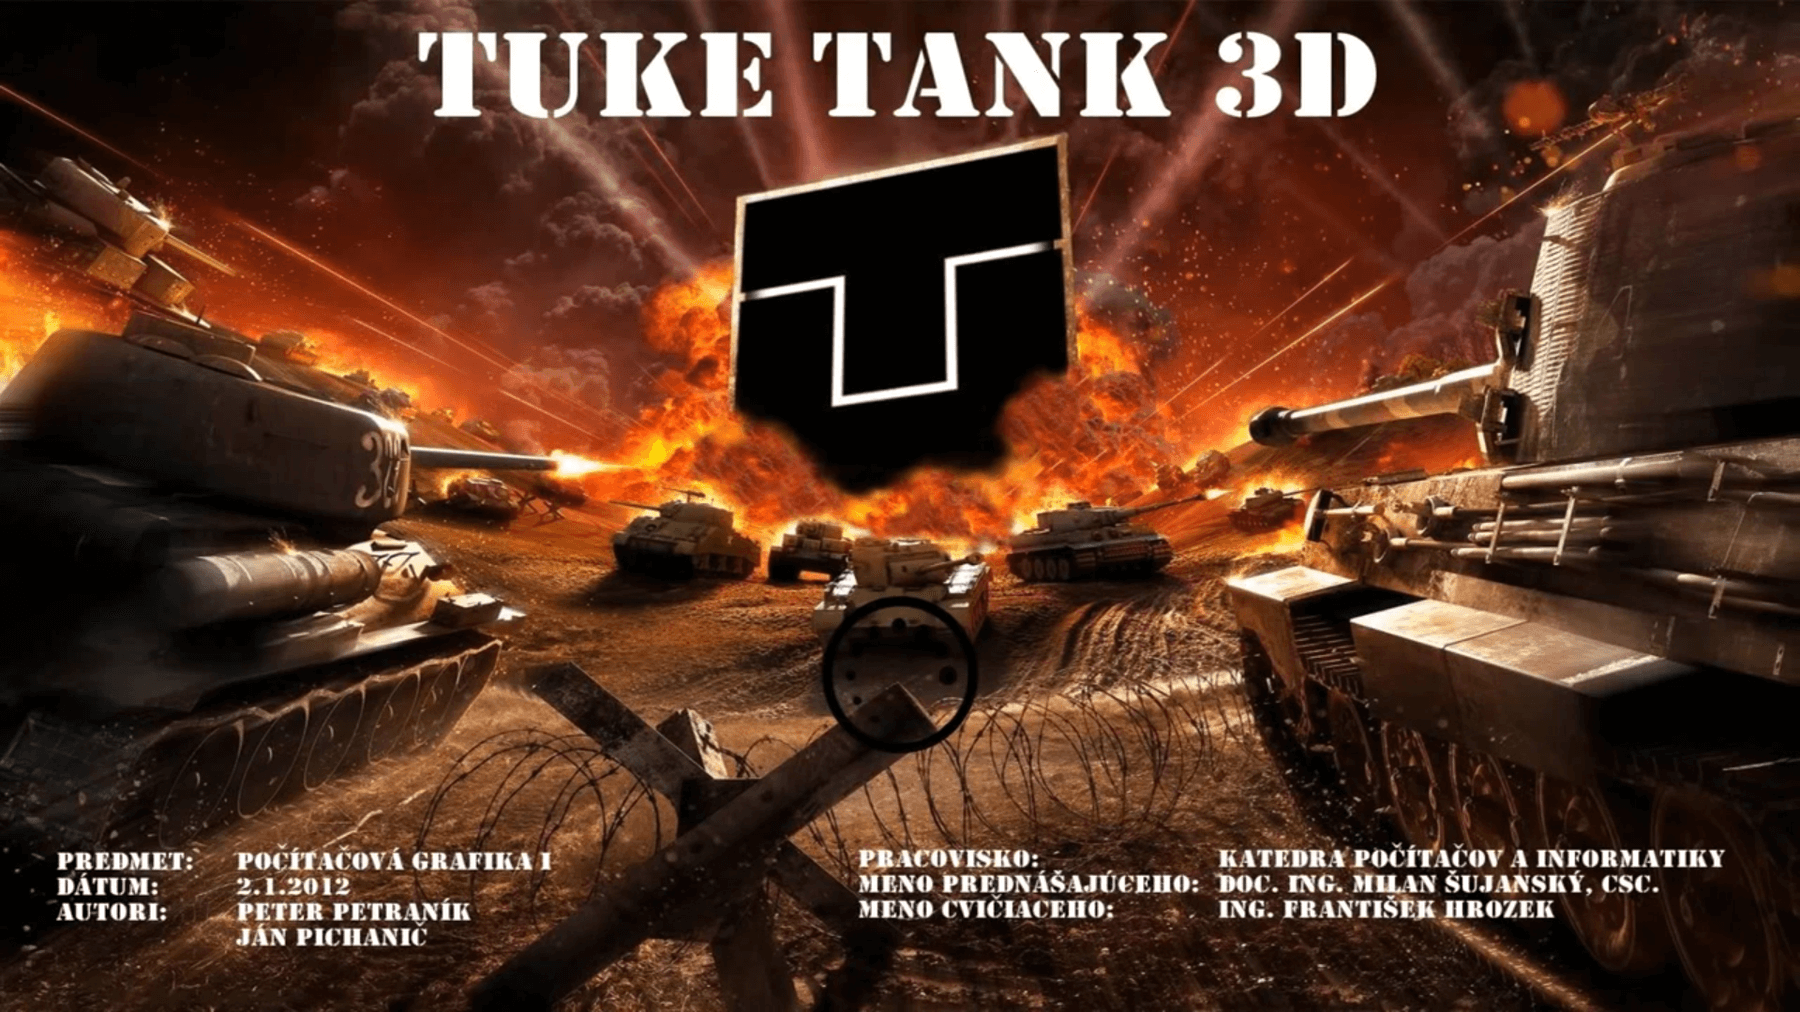 TUKE TANK 3D
PREDMET: POČÍTAČOVÁ GRAFIKA I
DÁTUM: 2.1.2012
AUTORI: PETER PETRANÍK
JÁN PICHANIČ
PRACOVISKO: KATEDRA POČÍTAČOV A INFORMATIKY
MENO PREDNÁŠAJÚCEHO: DOC. ING. MILAN ŠUJANSKÝ, CSC.
MENO CVIČIACEHO: ING. FRANTIŠEK HROZEK